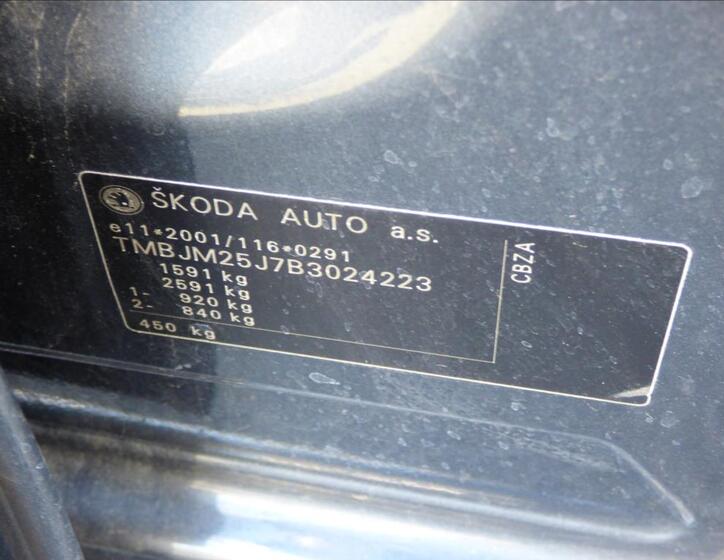 ŠKODA AUTO a.s.
e11*2001/116*0291
TMBJM25J7B3024223
1591 kg
2591 kg
1- 920 kg
2- 840 kg
450 kg
CBZA